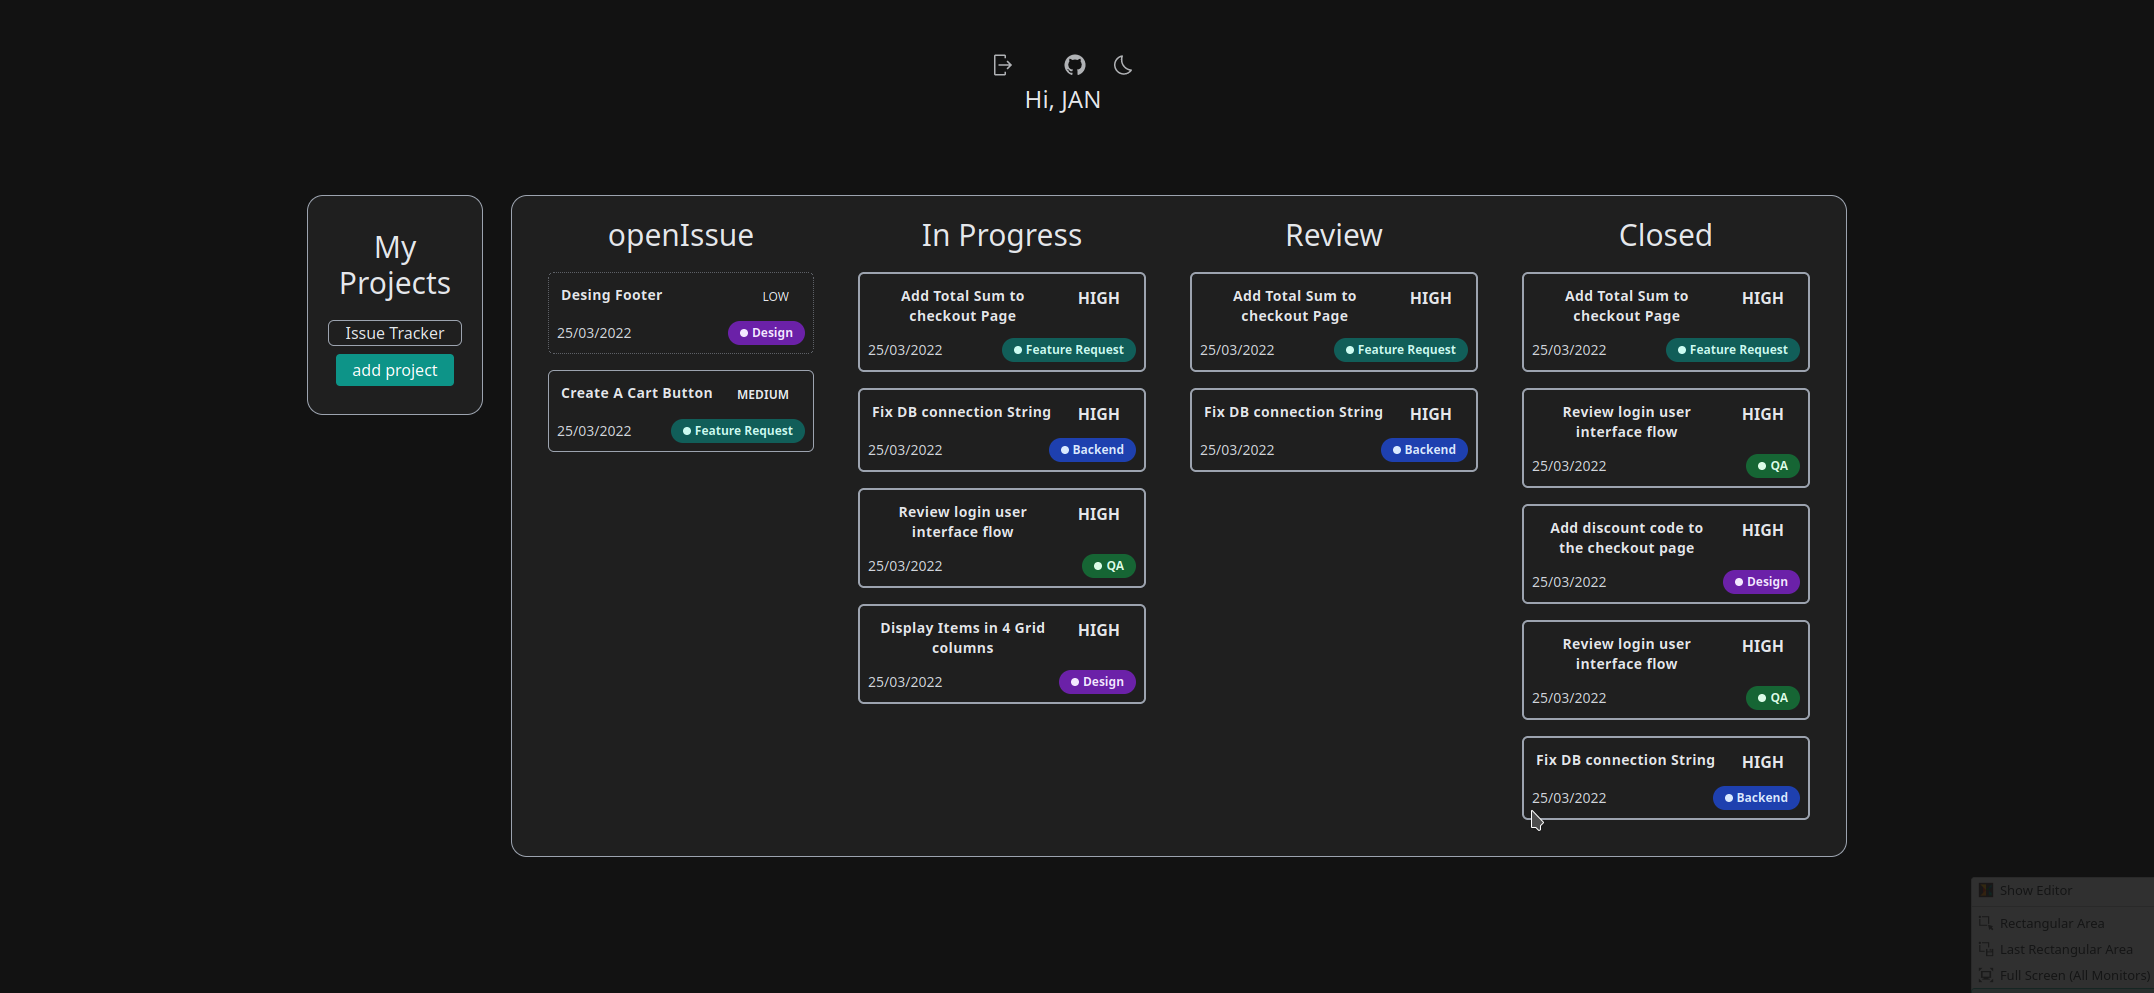 Hi, JAN
My
Projects
Issue Tracker
add project
openIssue
Desing Footer
LOW
25/03/2022
Design
Create A Cart Button
MEDIUM
25/03/2022
Feature Request
In Progress
Add Total Sum to
checkout Page
HIGH
25/03/2022
Feature Request
Fix DB connection String
HIGH
25/03/2022
Backend
Review login user
interface flow
HIGH
25/03/2022
QA
Display Items in 4 Grid
columns
HIGH
25/03/2022
Design
Review
Add Total Sum to
checkout Page
HIGH
25/03/2022
Feature Request
Fix DB connection String
HIGH
25/03/2022
Backend
Closed
Add Total Sum to
checkout Page
HIGH
25/03/2022
Feature Request
Review login user
interface flow
HIGH
25/03/2022
QA
Add discount code to
the checkout page
HIGH
25/03/2022
Design
Review login user
interface flow
HIGH
25/03/2022
QA
Fix DB connection String
HIGH
25/03/2022
Backend
Show Editor
Rectangular Area
Last Rectangular Area
Full Screen (All Monitors)